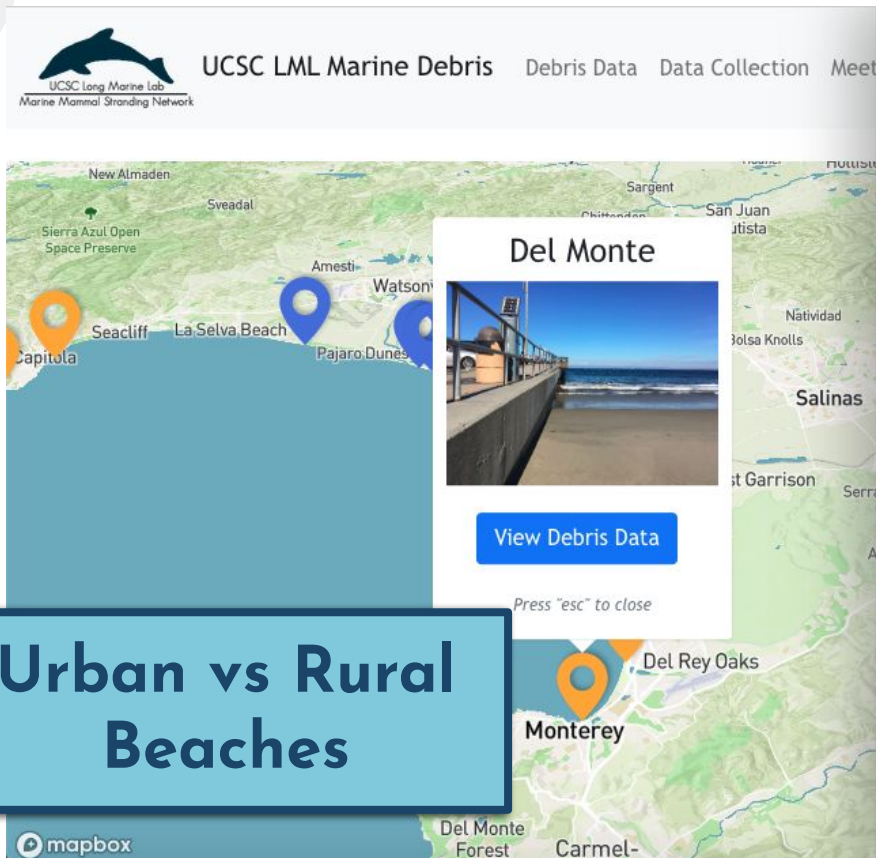 UCSC Long Marine Lab
Marine Mammal Stranding Network
UCSC LML Marine Debris Debris Data Data Collection Meet
New Almaden
Sargent
Sveadal
Sierra Azul Open
Space Preserve
San Juan
Del Monte
Amesti
Natividad
Seacliff
La Selva Beach
Capitola
Pajaro Dunes
Bolsa Knolls
Salinas
View Debris Data
Press "esc" to close
Del Rey Oaks
Urban vs Rural
Beaches
Monterey
Del Monte
Forest
Carmel-
mapbox